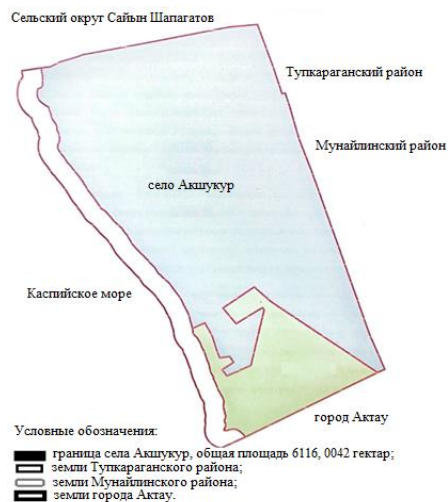 Сельский округ Сайын Шапагатов
Тупкараганский район
Мунайлинский район
село Акшукур
Каспийское море
город Актау
Условные обозначения:
граница села Акшукур, общая площадь 6116, 0042 гектар;
земли Тупкараганского района;
земли Мунайлинского района;
земли города Актау.